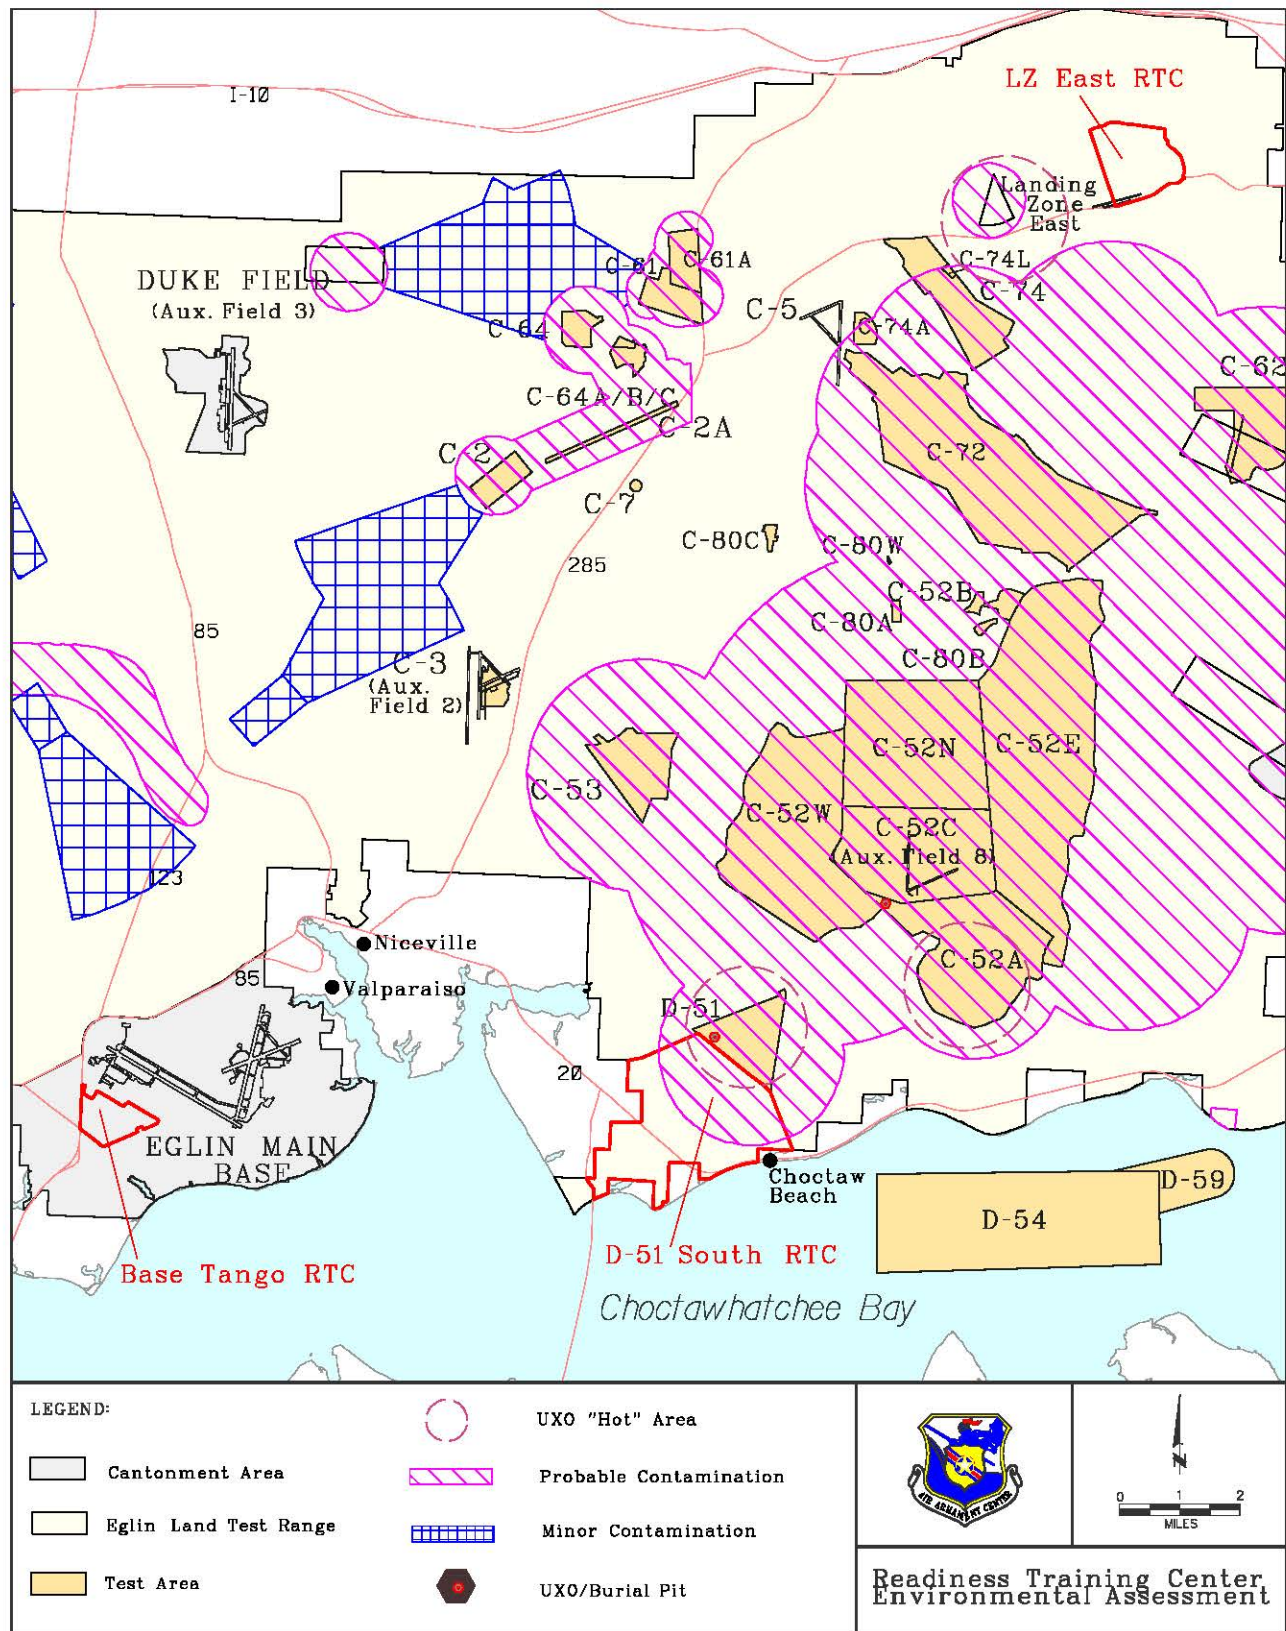 I-10
LZ East RTC
Landing
Zone
East
DUKE FIELD
(Aux. Field 3)
C-61
C-61A
C-74L
C-74
C-5
C-74A
C-64
C-62
C-64A/B/C
C-2A
C-2
C-72
C-7
C-80C
C-80W
285
C-52B
C-80A
85
C-80B
C-3
(Aux.
Field 2)
C-52N
C-52E
C-53
C-52W
C-52C
(Aux. Field 8)
123
Niceville
C-52A
85
Valparaiso
D-51
20
EGLIN MAIN
BASE
Choctaw
Beach
D-59
D-54
Base Tango RTC
D-51 South RTC
Choctawhatchee Bay
LEGEND:
Cantonment Area
Eglin Land Test Range
Test Area
UXO "Hot" Area
Probable Contamination
Minor Contamination
UXO/Burial Pit
AIR ARMAMENT CENTER
0 1 2
MILES
Readiness Training Center
Environmental Assessment